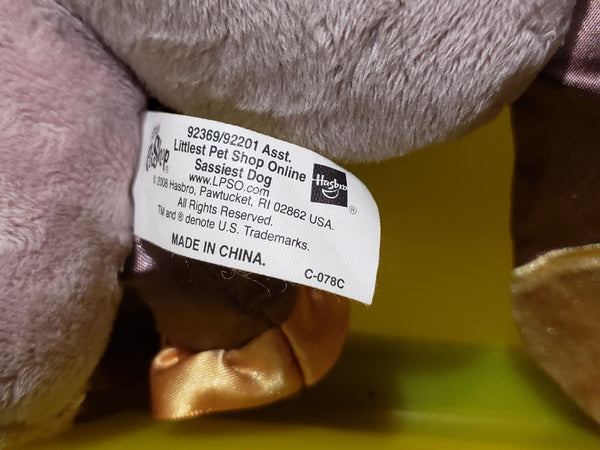 92369/92201 Asst.
Littlest Pet Shop Online
Sassiest Dog
www.LPSO.com
© 2008 Hasbro, Pawtucket, RI 02862 USA.
All Rights Reserved.
TM and ® denote U.S. Trademarks.
MADE IN CHINA.
C-078C
Shop®
Hasbro®